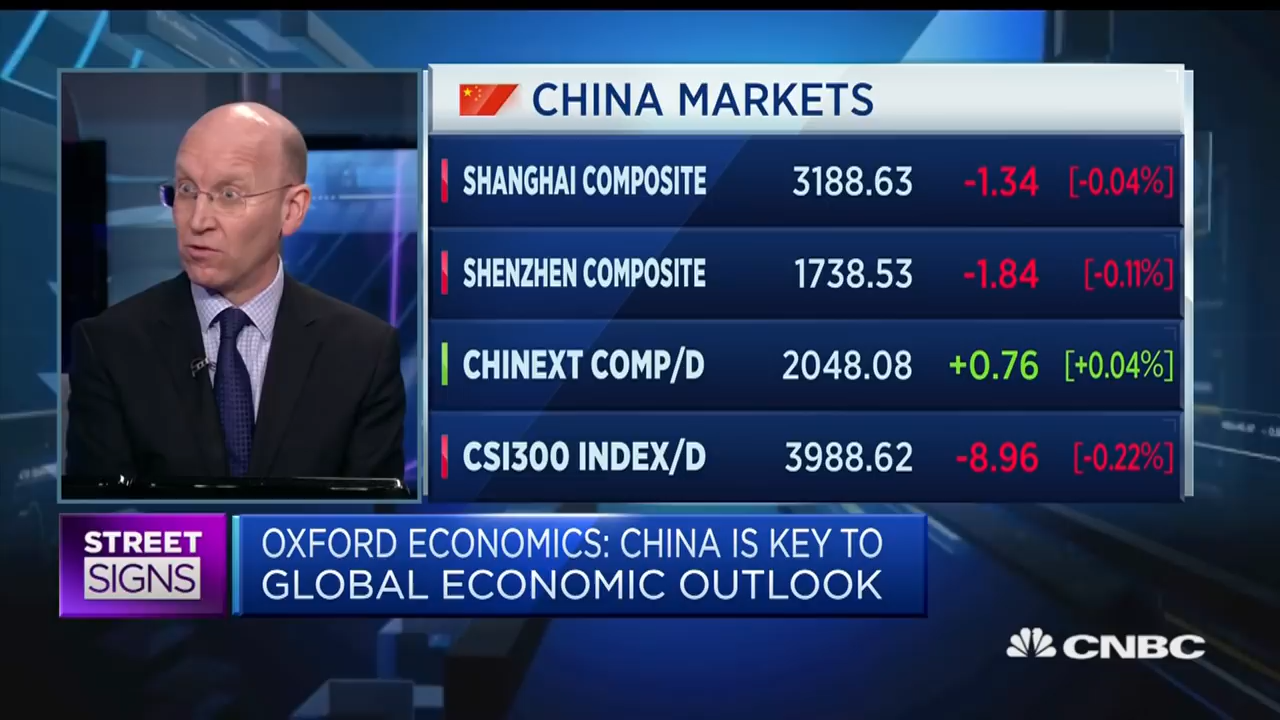 CHINA MARKETS
SHANGHAI COMPOSITE 3188.63 -1.34 [-0.04%]
SHENZHEN COMPOSITE 1738.53 -1.84 [-0.11%]
CHINEXT COMP/D 2048.08 +0.76 [+0.04%]
CSI300 INDEX/D 3988.62 -8.96 [-0.22%]
STREET
SIGNS
OXFORD ECONOMICS: CHINA IS KEY TO
GLOBAL ECONOMIC OUTLOOK
CNBC